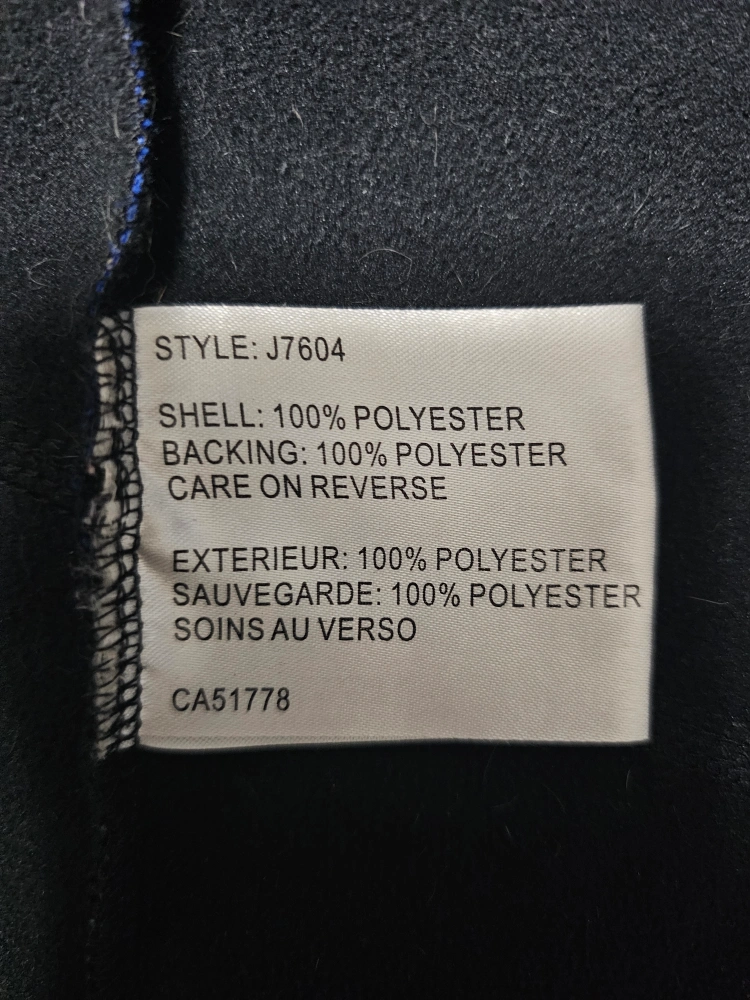 STYLE: J7604
SHELL: 100% POLYESTER
BACKING: 100% POLYESTER
CARE ON REVERSE
EXTERIEUR: 100% POLYESTER
SAUVEGARDE: 100% POLYESTER
SOINS AU VERSO
CA51778